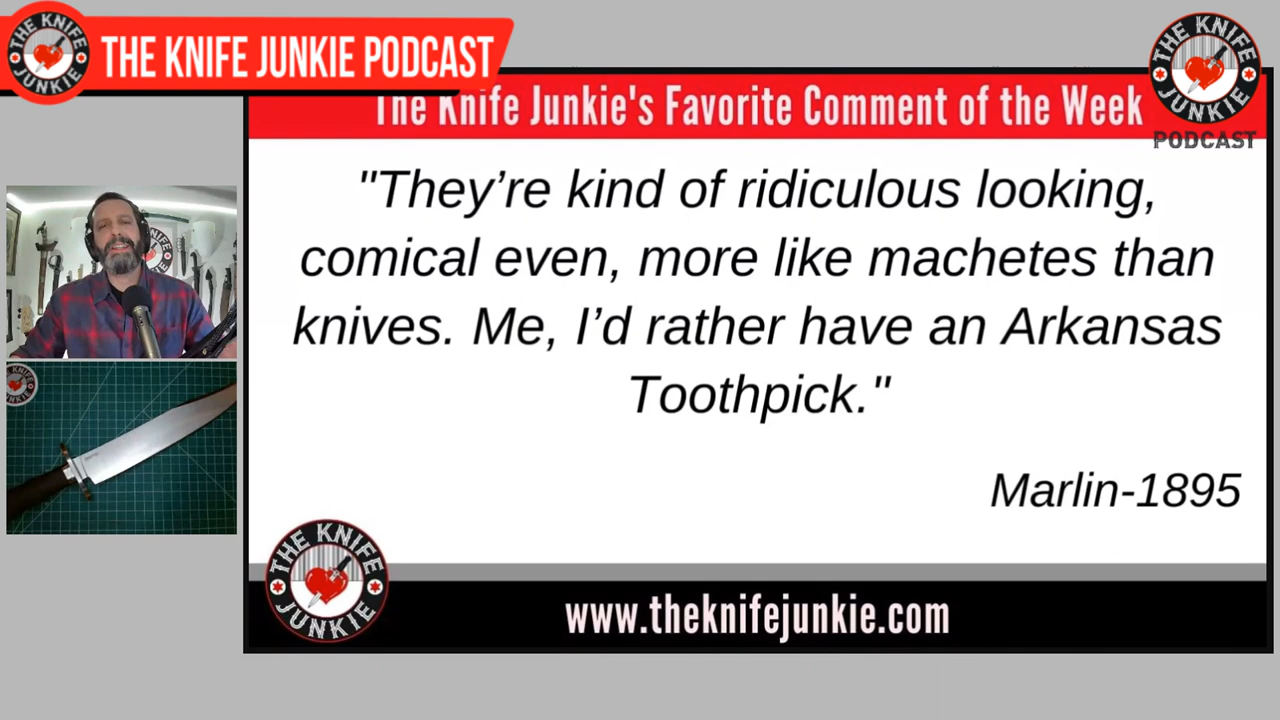 THE KNIFE JUNKIE
THE KNIFE JUNKIE PODCAST
THE KNIFE JUNKIE
PODCAST
The Knife Junkie's Favorite Comment of the Week
"They’re kind of ridiculous looking,
comical even, more like machetes than
knives. Me, I’d rather have an Arkansas
Toothpick."
Marlin-1895
THE KNIFE JUNKIE
www.theknifejunkie.com